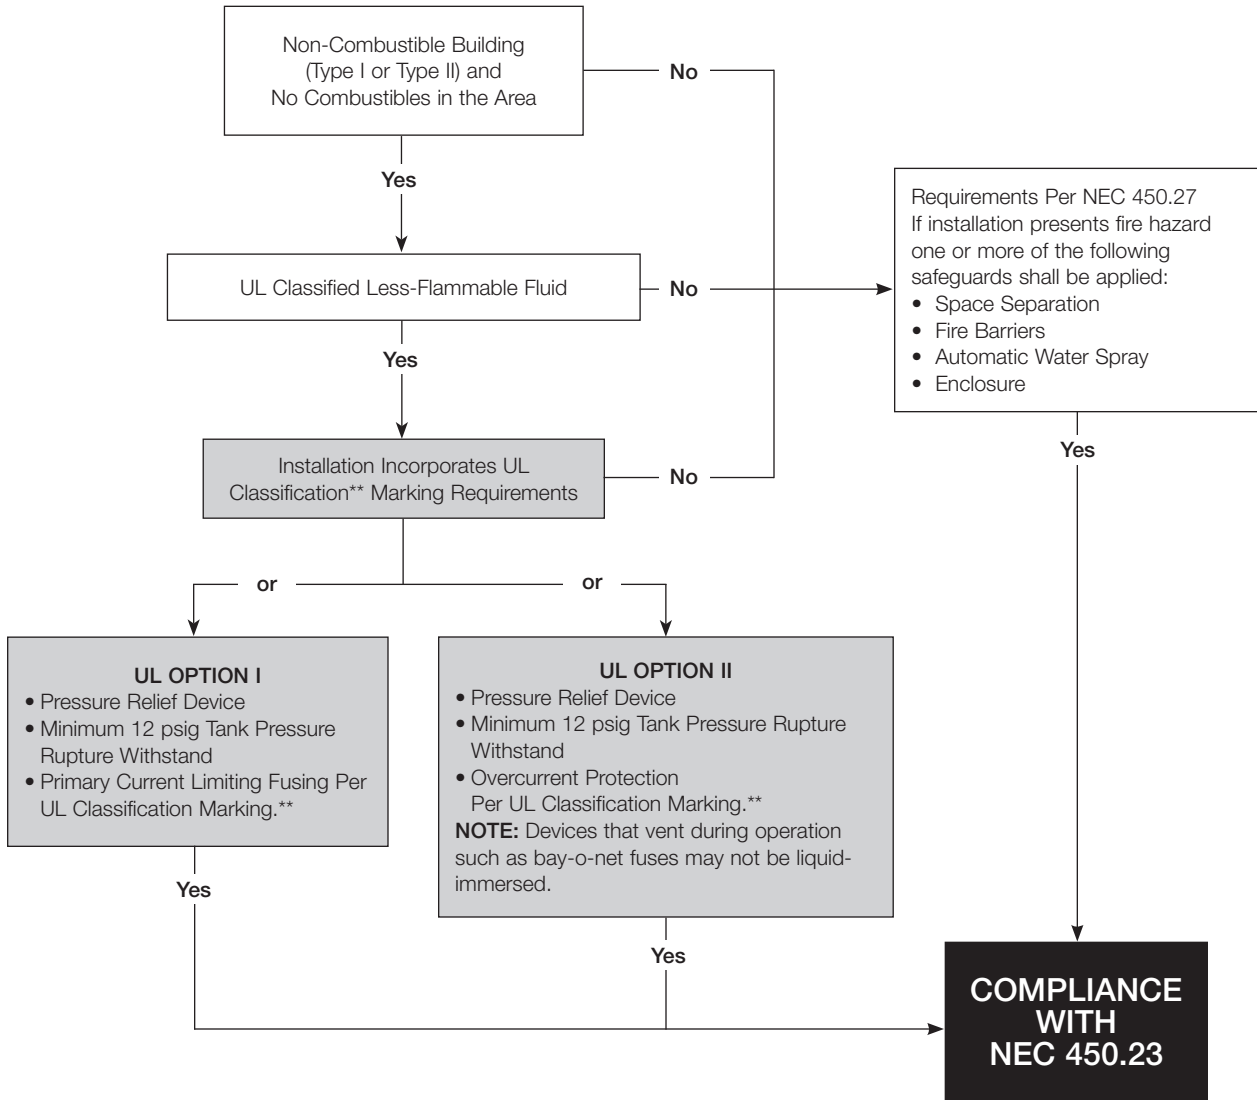 Non-Combustible Building
(Type I or Type II) and
No Combustibles in the Area
No
Yes
UL Classified Less-Flammable Fluid
No
Requirements Per NEC 450.27
If installation presents fire hazard
one or more of the following
safeguards shall be applied:
• Space Separation
• Fire Barriers
• Automatic Water Spray
• Enclosure
Yes
Yes
Installation Incorporates UL
Classification** Marking Requirements
No
or
or
UL OPTION I
• Pressure Relief Device
• Minimum 12 psig Tank Pressure
Rupture Withstand
• Primary Current Limiting Fusing Per
UL Classification Marking.**
Yes
UL OPTION II
• Pressure Relief Device
• Minimum 12 psig Tank Pressure Rupture
Withstand
• Overcurrent Protection
Per UL Classification Marking.**
NOTE: Devices that vent during operation
such as bay-o-net fuses may not be liquid-
immersed.
Yes
COMPLIANCE
WITH
NEC 450.23